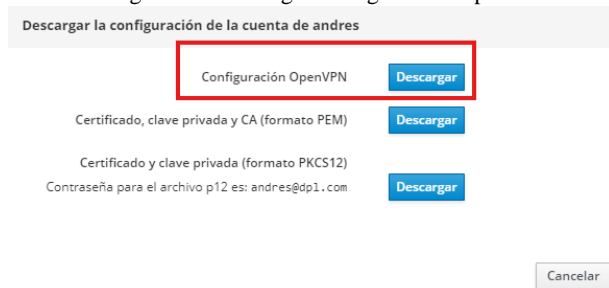 Descargar la configuración de la cuenta de andres
Configuración OpenVPN Descargar
Certificado, clave privada y CA (formato PEM) Descargar
Certificado y clave privada (formato PKCS12)
Contraseña para el archivo p12 es: andres@dpl.com Descargar
Cancelar